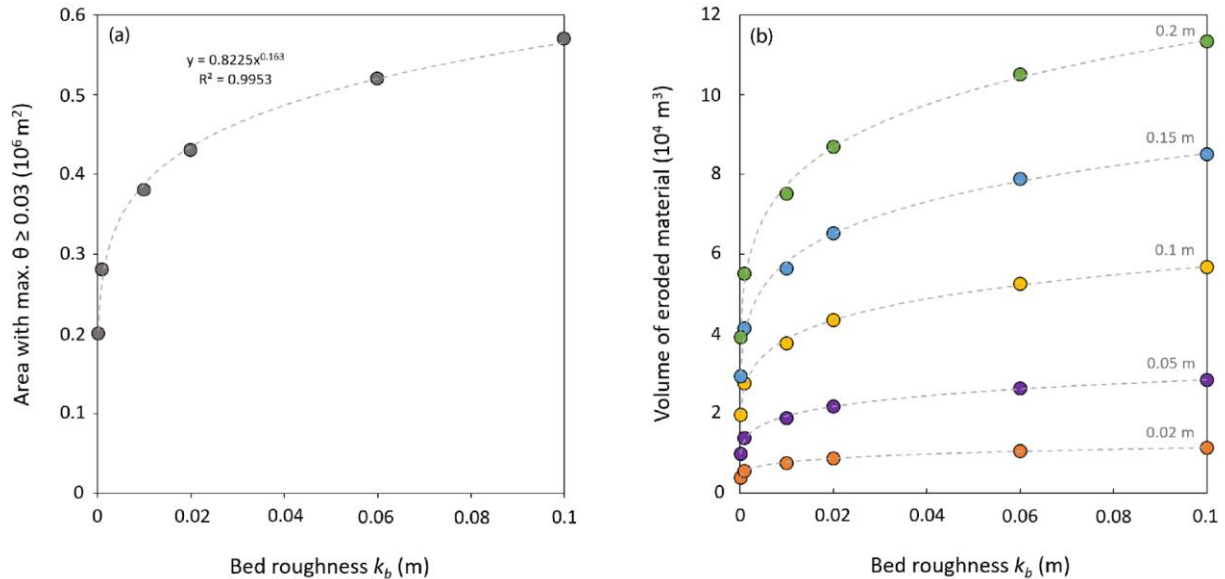 (a)
y = 0.8225x^0.163
R² = 0.9953
0.6
0.5
0.4
0.3
0.2
0.1
0
0
0.02
0.04
0.06
0.08
0.1
Area with max. θ ≥ 0.03 (10⁶ m²)
Bed roughness k_b (m)
(b)
0.2 m
0.15 m
0.1 m
0.05 m
0.02 m
12
10
8
6
4
2
0
0
0.02
0.04
0.06
0.08
0.1
Volume of eroded material (10⁴ m³)
Bed roughness k_b (m)